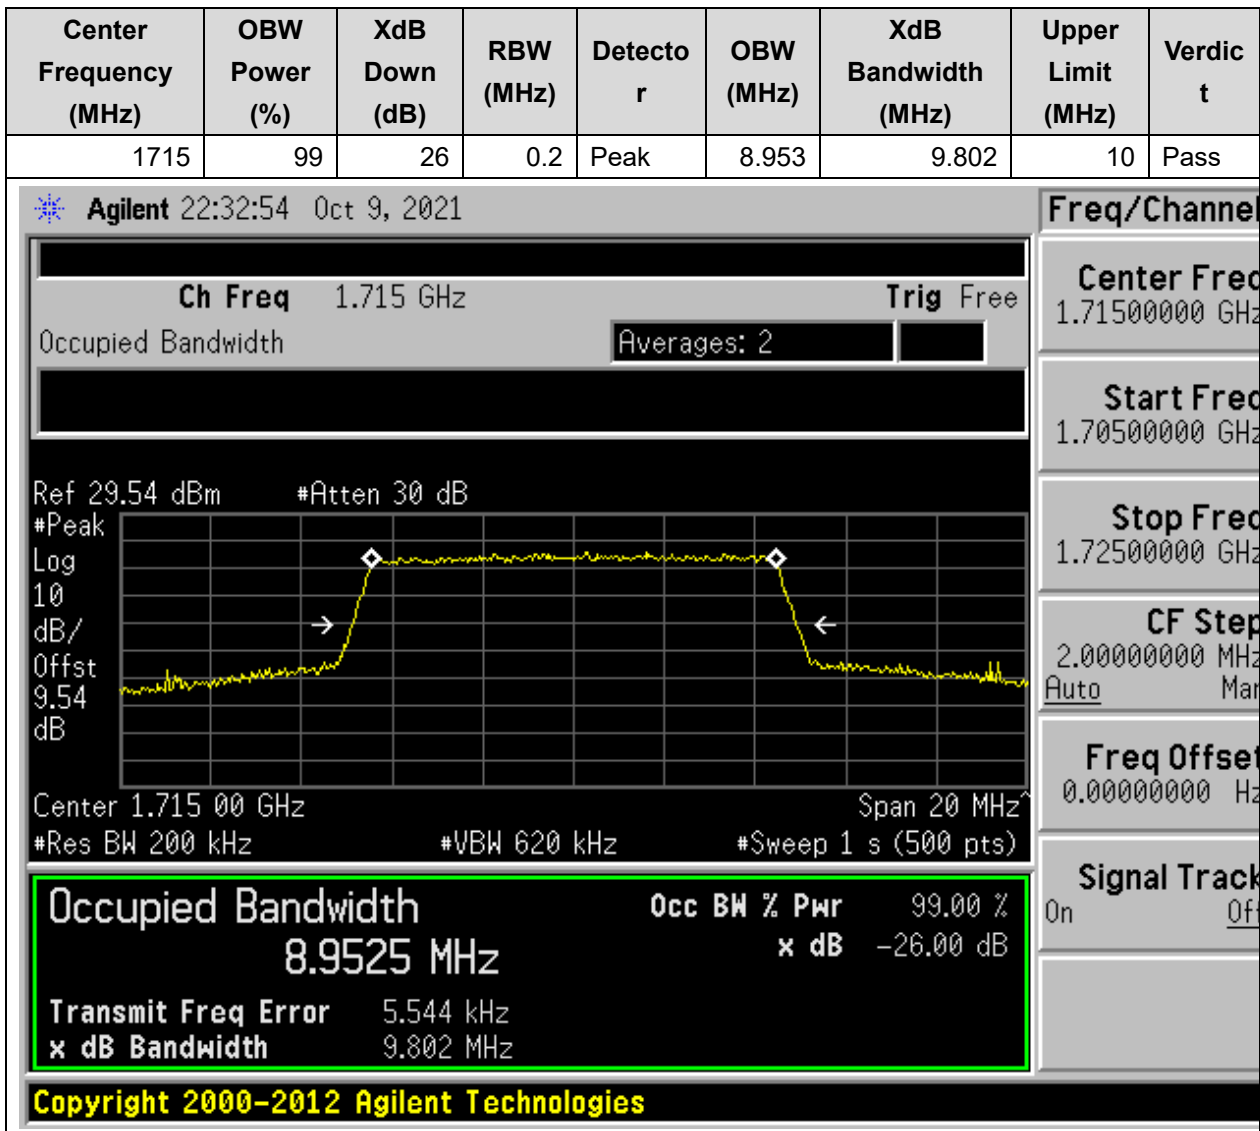 Center Frequency (MHz) OBW Power (%) XdB Down (dB) RBW (MHz) Detector OBW (MHz) XdB Bandwidth (MHz) Upper Limit (MHz) Verdict
1715 99 26 0.2 Peak 8.953 9.802 10 Pass
Agilent 22:32:54 Oct 9, 2021
Freq/Channel
Ch Freq 1.715 GHz Trig Free
Occupied Bandwidth Averages: 2
Center Freq
1.71500000 GHz
Start Freq
1.70500000 GHz
Stop Freq
1.72500000 GHz
CF Step
2.00000000 MHz
Auto Man
Freq Offset
0.00000000 Hz
Signal Track
On Off
Ref 29.54 dBm #Atten 30 dB
#Peak
Log
10
dB/
Offst
9.54
dB
Center 1.715 00 GHz Span 20 MHz^
#Res BW 200 kHz #VBW 620 kHz #Sweep 1 s (500 pts)
Occupied Bandwidth Occ BW % Pwr 99.00 %
8.9525 MHz x dB -26.00 dB
Transmit Freq Error 5.544 kHz
x dB Bandwidth 9.802 MHz
Copyright 2000-2012 Agilent Technologies